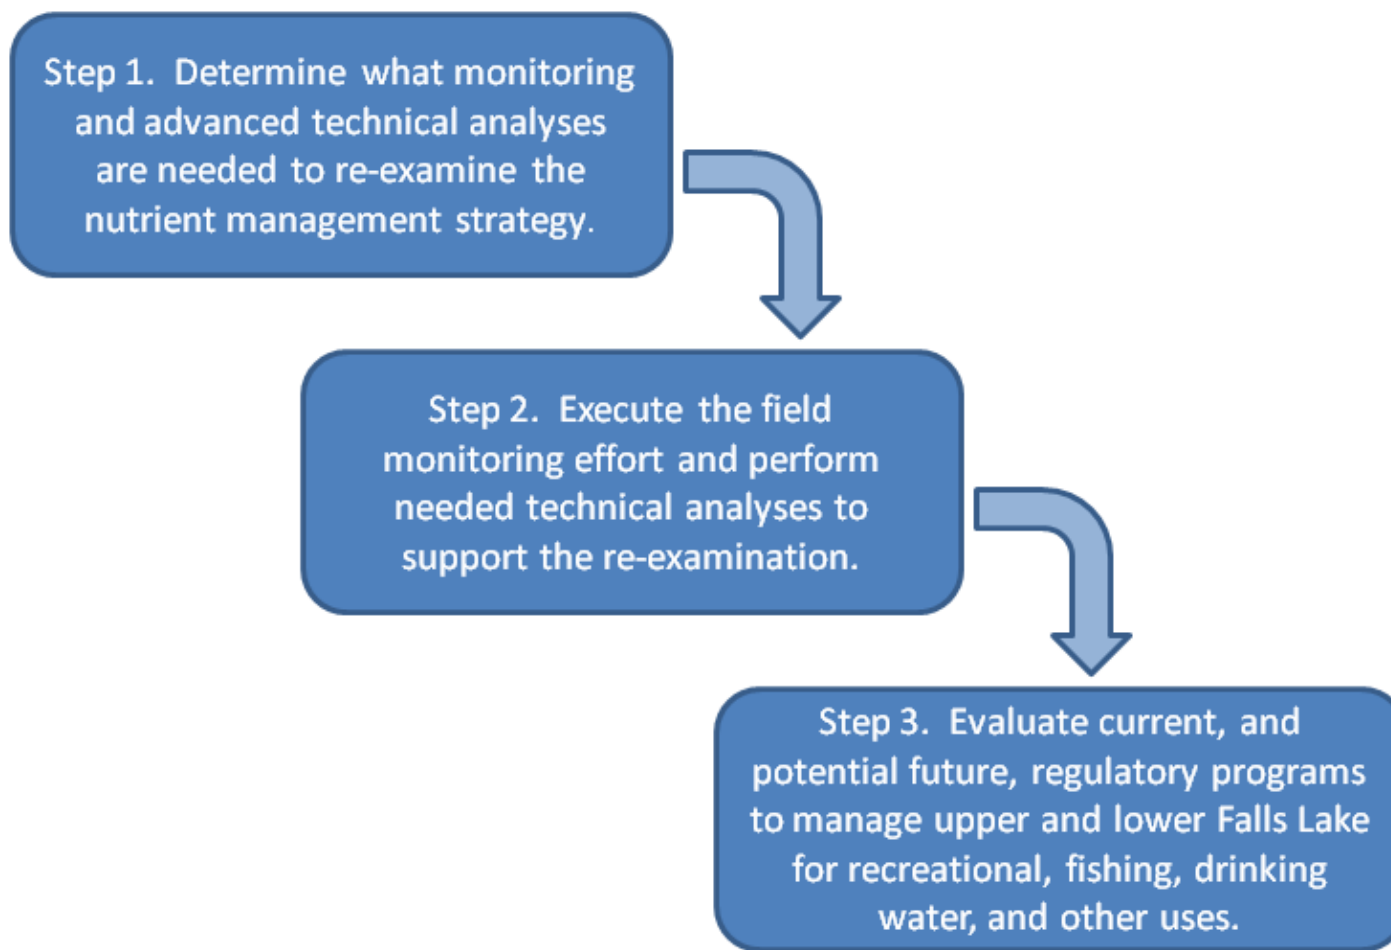 Step 1.  Determine what monitoring
and advanced technical analyses
are needed to re-examine the
nutrient management strategy.
Step 2.  Execute the field
monitoring effort and perform
needed technical analyses to
support the re-examination.
Step 3.  Evaluate current, and
potential future, regulatory programs
to manage upper and lower Falls Lake
for recreational, fishing, drinking
water, and other uses.